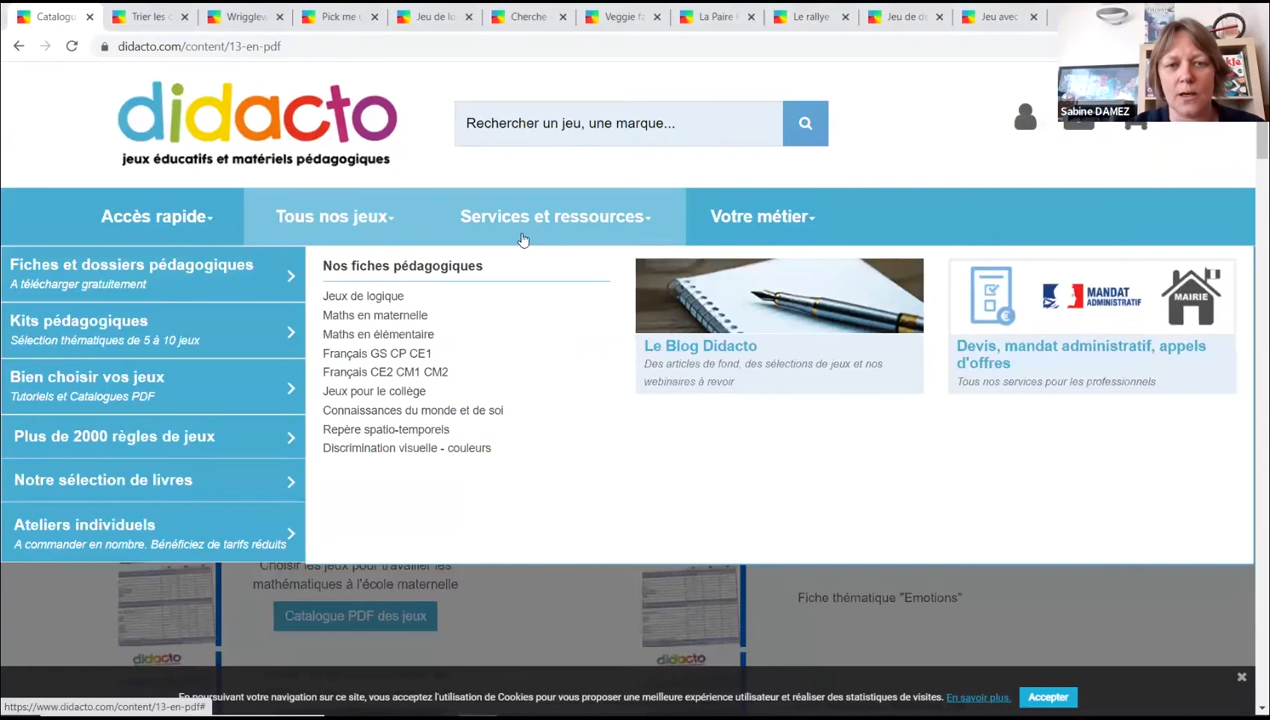 Catalogu
Trier les c
Wrigglew
Pick me u
Jeu de lo
Cherche
Veggie fa
La Paire
Le rallye
Jeu de de
Jeu avec
didacto.com/content/13-en-pdf
didacto
jeux éducatifs et matériels pédagogiques
Rechercher un jeu, une marque...
Sabine DAMEZ
Accès rapide
Tous nos jeux
Services et ressources
Votre métier
Fiches et dossiers pédagogiques
A télécharger gratuitement
Kits pédagogiques
Sélection thématiques de 5 à 10 jeux
Bien choisir vos jeux
Tutoriels et Catalogues PDF
Plus de 2000 règles de jeux
Notre sélection de livres
Ateliers individuels
A commander en nombre. Bénéficiez de tarifs réduits
Nos fiches pédagogiques
Jeux de logique
Maths en maternelle
Maths en élémentaire
Français GS CP CE1
Français CE2 CM1 CM2
Jeux pour le collège
Connaissances du monde et de soi
Repère spatio-temporels
Discrimination visuelle - couleurs
Le Blog Didacto
Des articles de fond, des sélections de jeux et nos
webinaires à revoir
MANDAT
ADMINISTRATIF
MAIRIE
Devis, mandat administratif, appels
d'offres
Tous nos services pour les professionnels
Choisir les jeux pour travailler les
mathématiques à l'école maternelle
Catalogue PDF des jeux
didacto
Fiche thématique "Emotions"
didacto
En poursuivant votre navigation sur ce site, vous acceptez l'utilisation de Cookies pour vous proposer une meilleure expérience utilisateur et réaliser des statistiques de visites. En savoir plus.
Accepter
https://www.didacto.com/content/13-en-pdf#